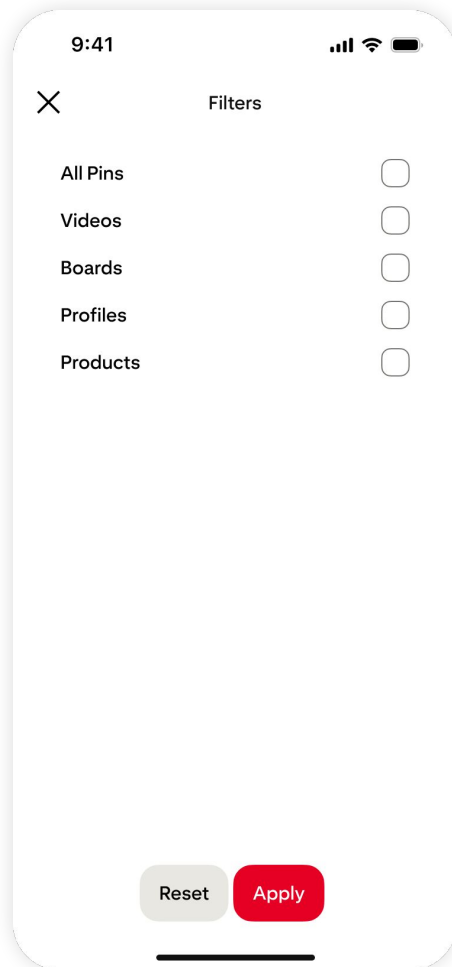 9:41
Filters
All Pins
Videos
Boards
Profiles
Products
Reset Apply